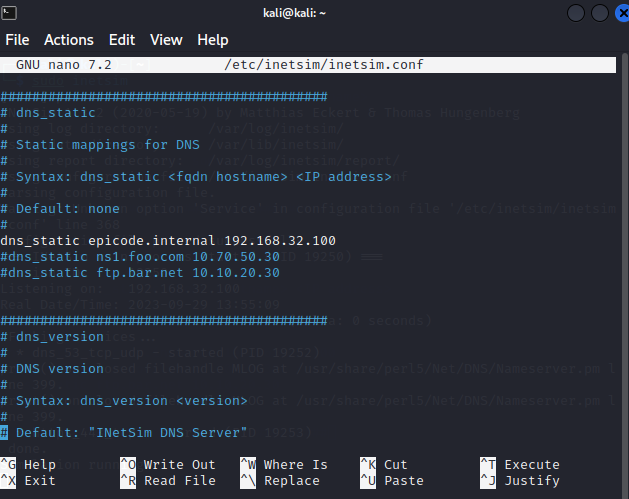 kali@kali: ~
File Actions Edit View Help
GNU nano 7.2 /etc/inetsim/inetsim.conf
#########################################
# dns_static
#
# Static mappings for DNS
#
# Syntax: dns_static <fqdn hostname> <IP address>
#
# Default: none
#
dns_static epicode.internal 192.168.32.100
#dns_static ns1.foo.com 10.70.50.30
#dns_static ftp.bar.net 10.10.20.30
#########################################
# dns_version
#
# DNS version
#
# Syntax: dns_version <version>
#
# Default: "INetSim DNS Server"
^G Help ^O Write Out ^W Where Is ^K Cut ^T Execute
^X Exit ^R Read File ^\ Replace ^U Paste ^J Justify